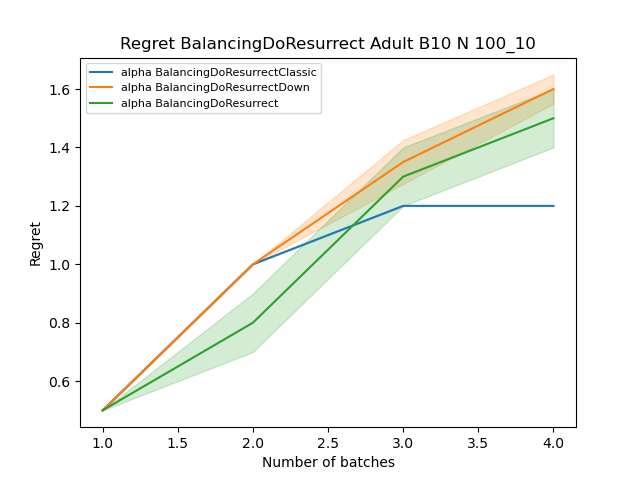 Regret BalancingDoResurrect Adult B10 N 100_10
alpha BalancingDoResurrectClassic
alpha BalancingDoResurrectDown
alpha BalancingDoResurrect
Regret
1.6
1.4
1.2
1.0
0.8
0.6
1.0 1.5 2.0 2.5 3.0 3.5 4.0
Number of batches